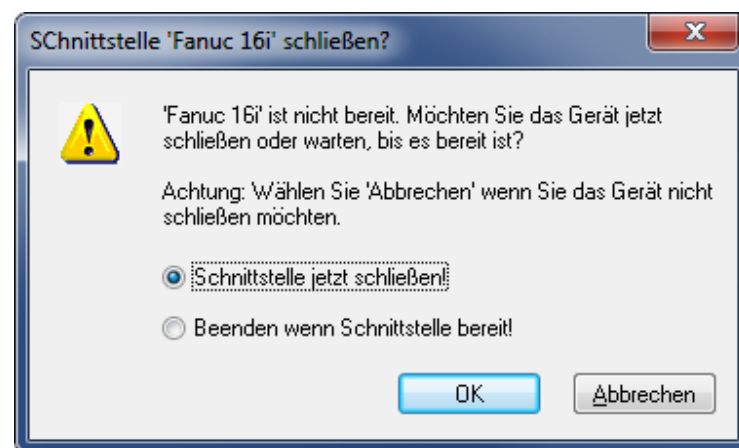 SChnittstelle 'Fanuc 16i' schließen?
'Fanuc 16i' ist nicht bereit. Möchten Sie das Gerät jetzt
schließen oder warten, bis es bereit ist?
Achtung: Wählen Sie 'Abbrechen' wenn Sie das Gerät nicht
schließen möchten.
Schnittstelle jetzt schließen!
Beenden wenn Schnittstelle bereit!
OK
Abbrechen